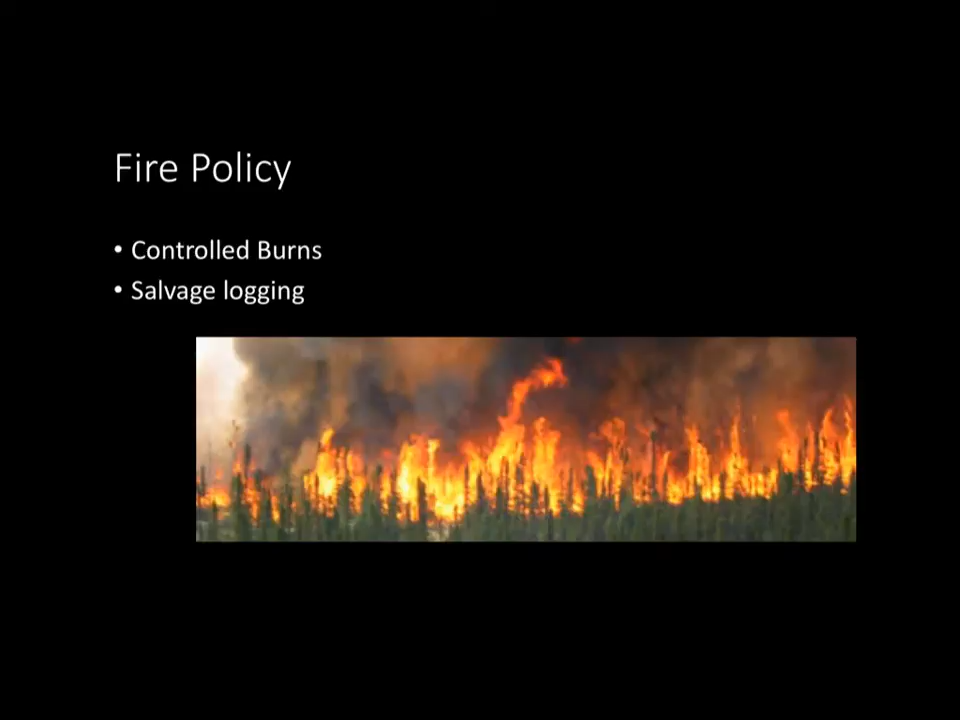 Fire Policy
• Controlled Burns
• Salvage logging